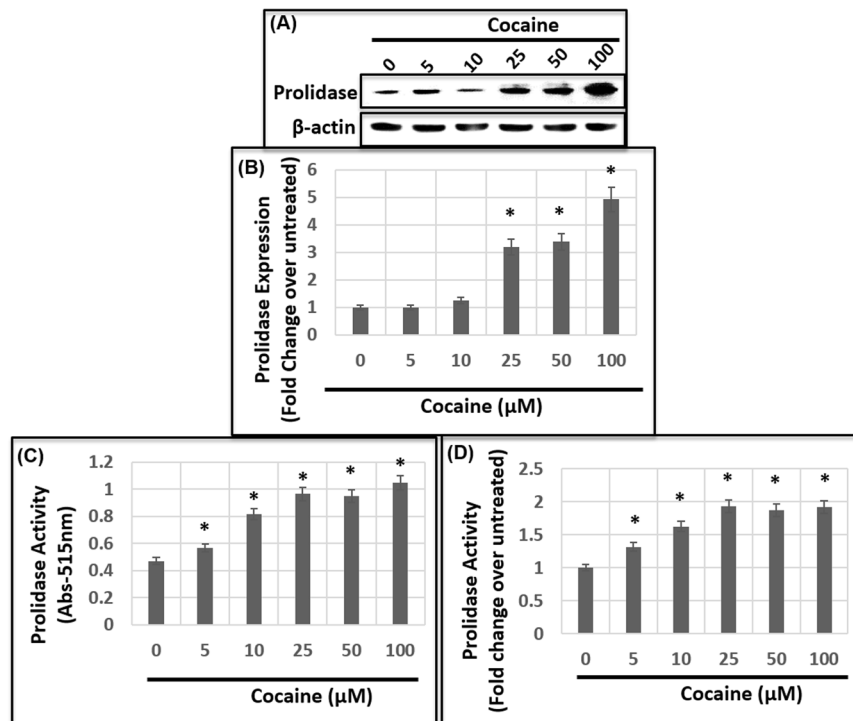 (A)
Cocaine
0 5 10 25 50 100
Prolidase
β-actin
(B)
Prolidase Expression
(Fold Change over untreated)
6
5
4
3
2
1
0
* * *
0 5 10 25 50 100
Cocaine (µM)
(C)
Prolidase Activity
(Abs-515nm)
1.2
1
0.8
0.6
0.4
0.2
0
* * * * *
0 5 10 25 50 100
Cocaine (µM)
(D)
Prolidase Activity
(Fold change over untreated)
2.5
2
1.5
1
0.5
0
* * * * *
0 5 10 25 50 100
Cocaine (µM)